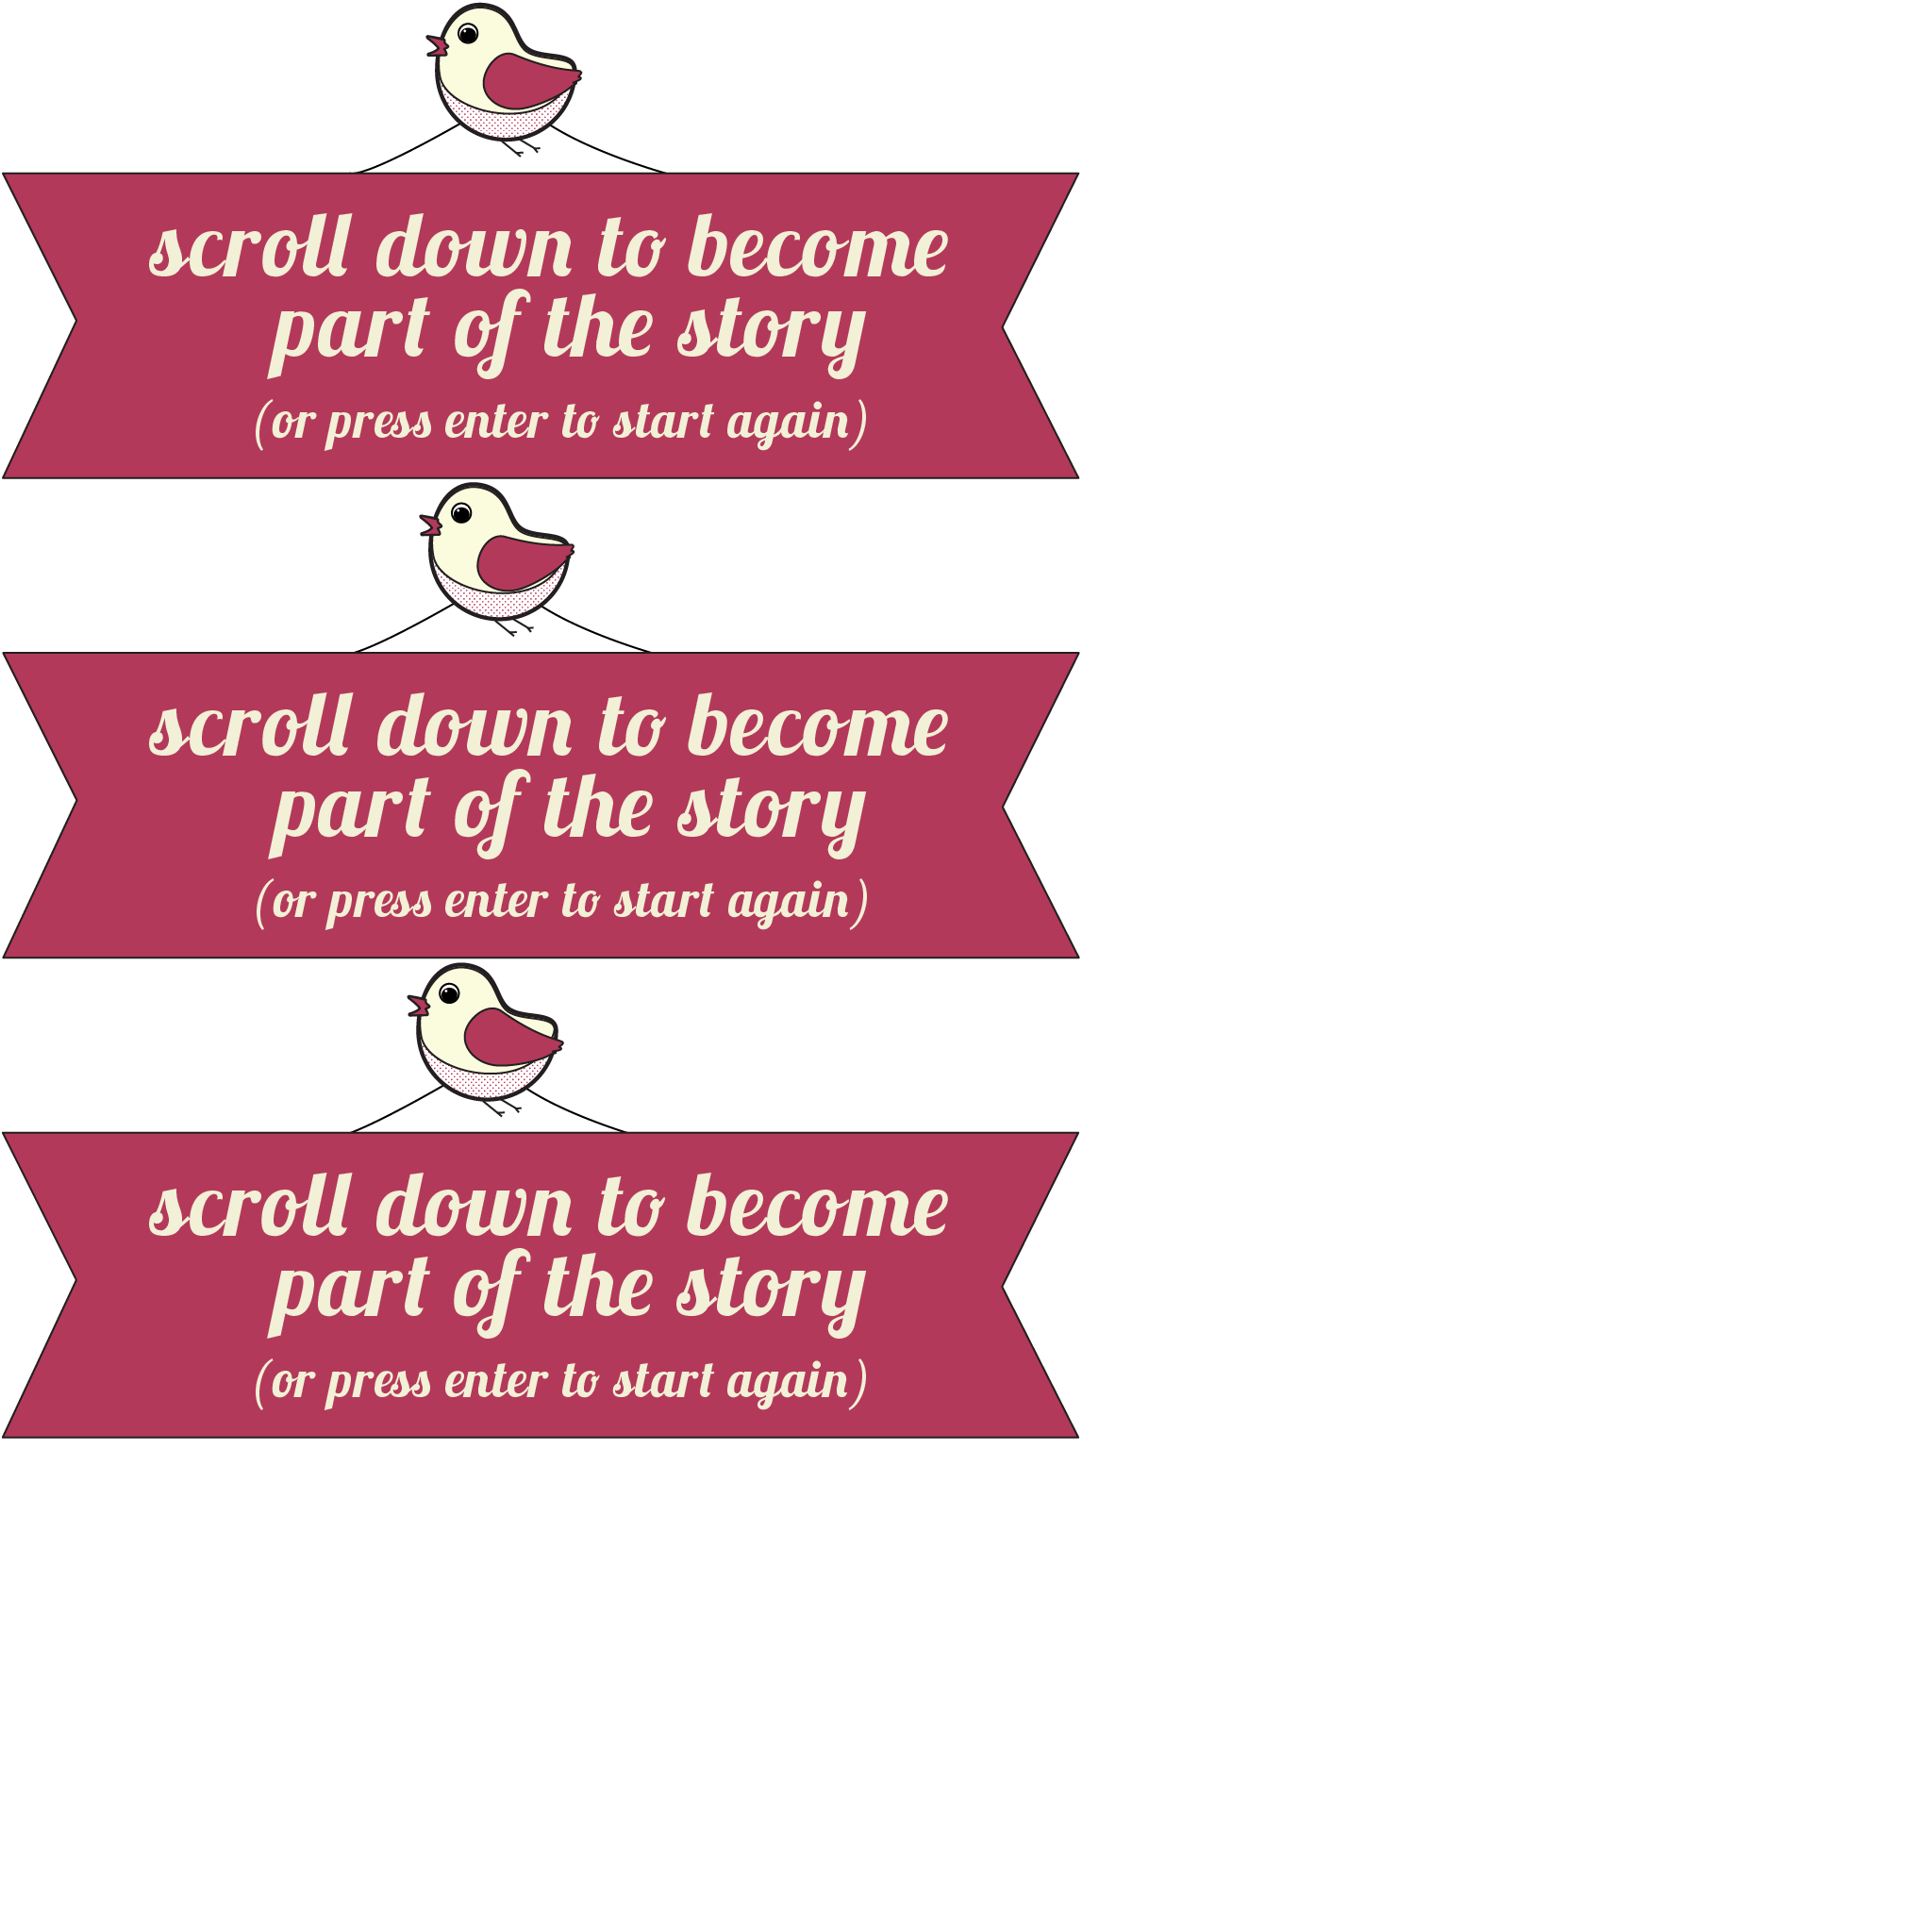 scroll down to become
part of the story
(or press enter to start again)
scroll down to become
part of the story
(or press enter to start again)
scroll down to become
part of the story
(or press enter to start again)